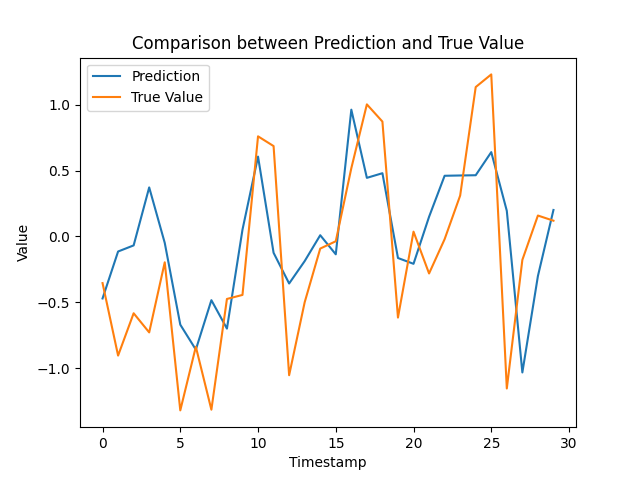 Comparison between Prediction and True Value
Prediction
True Value
1.0
0.5
0.0
−0.5
−1.0
Value
0 5 10 15 20 25 30
Timestamp